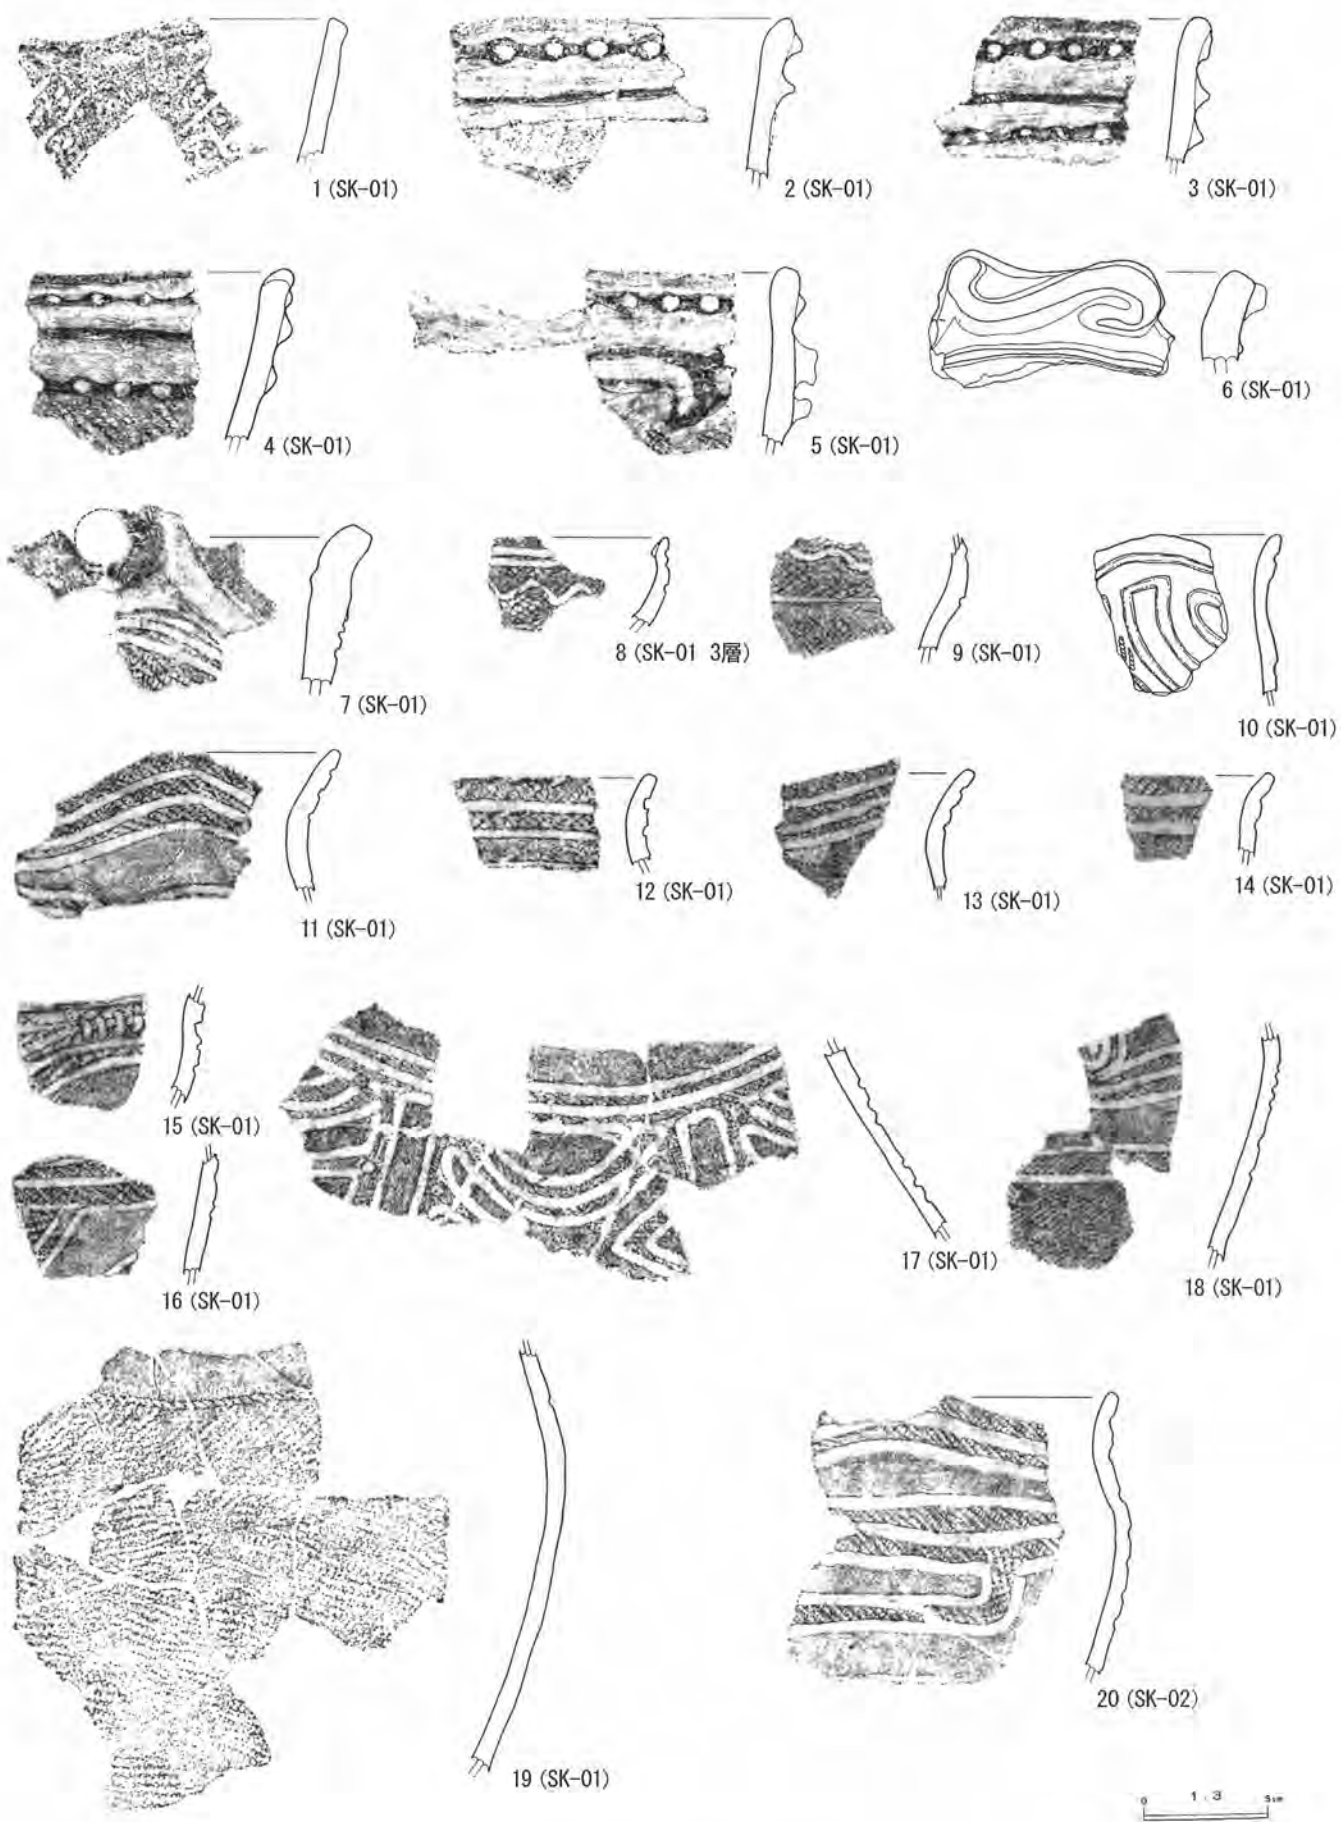 1 (SK-01)
2 (SK-01)
3 (SK-01)
4 (SK-01)
5 (SK-01)
6 (SK-01)
7 (SK-01)
8 (SK-01 3層)
9 (SK-01)
10 (SK-01)
11 (SK-01)
12 (SK-01)
13 (SK-01)
14 (SK-01)
15 (SK-01)
16 (SK-01)
17 (SK-01)
18 (SK-01)
19 (SK-01)
20 (SK-02)
0 1:3 5cm